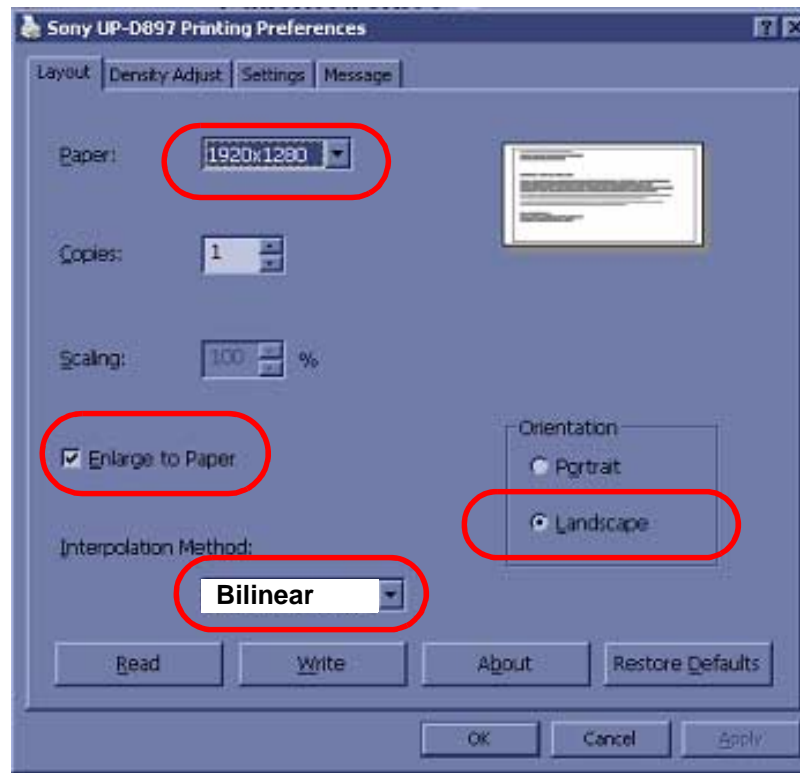 Sony UP-D897 Printing Preferences
Layout Density Adjust Settings Message
Paper: 1920x1280
Copies: 1
Scaling: 100 %
Enlarge to Paper
Orientation
Portrait
Landscape
Interpolation Method:
Bilinear
Read Write About Restore Defaults
OK Cancel Apply